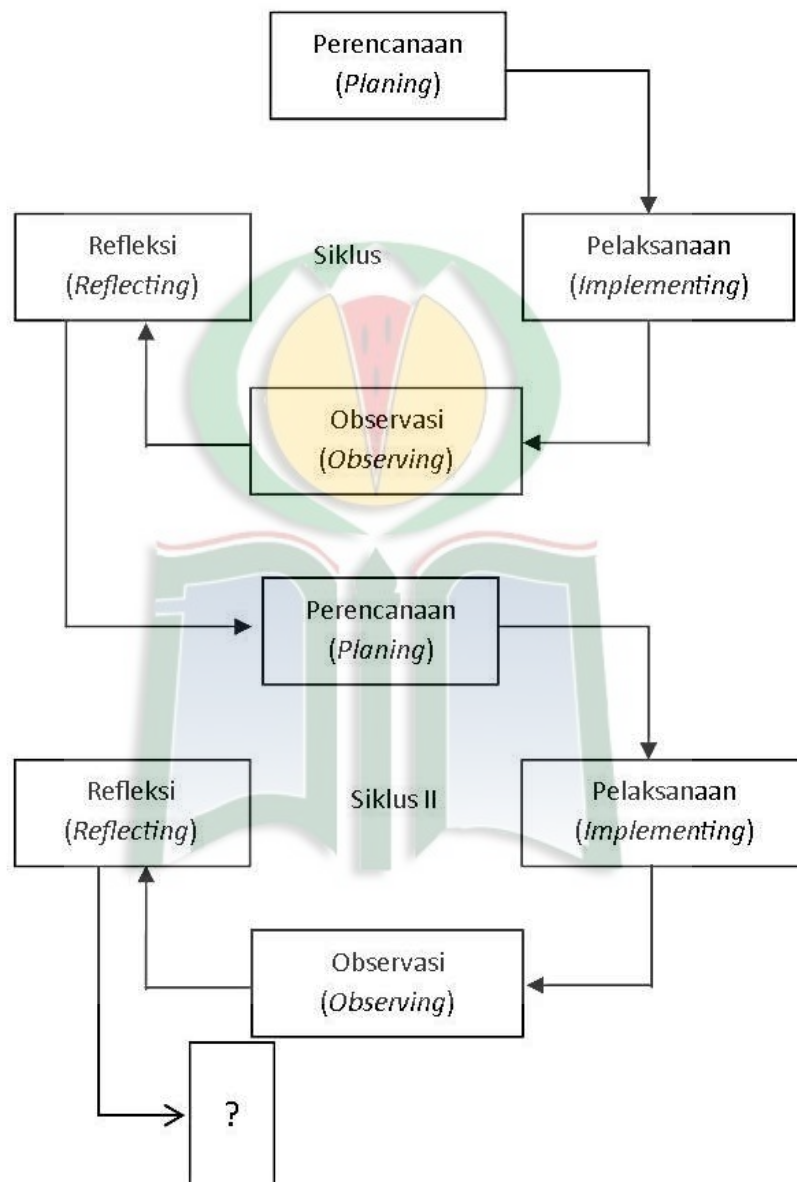 Perencanaan
(Planing)
Refleksi
(Reflecting)
Siklus
Pelaksanaan
(Implementing)
Observasi
(Observing)
Perencanaan
(Planing)
Refleksi
(Reflecting)
Siklus II
Pelaksanaan
(Implementing)
Observasi
(Observing)
?